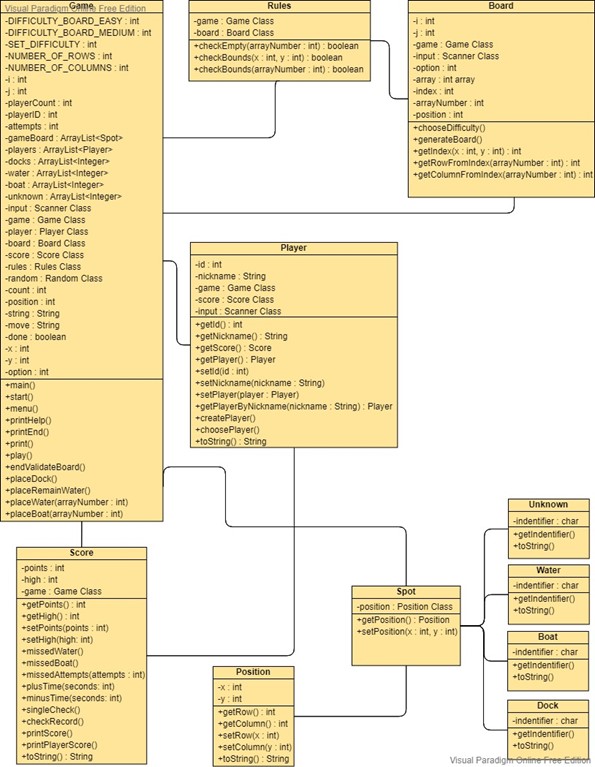 Visual Paradigm Online Free Edition
Game
-DIFFICULTY_BOARD_EASY : int
-DIFFICULTY_BOARD_MEDIUM : int
-SET_DIFFICULTY : int
-NUMBER_OF_ROWS : int
-NUMBER_OF_COLUMNS : int
-i : int
-j : int
-playerCount : int
-playerID : int
-attempts : int
-gameBoard : ArrayList<Spot>
-players : ArrayList<Player>
-docks : ArrayList<Integer>
-water : ArrayList<Integer>
-boat : ArrayList<Integer>
-unknown : ArrayList<Integer>
-input : Scanner Class
-game : Game Class
-player : Player Class
-board : Board Class
-score : Score Class
-rules : Rules Class
-random : Random Class
-count : int
-position : int
-string : String
-move : String
-done : boolean
-x : int
-y : int
-option : int
+main()
+start()
+menu()
+printHelp()
+printEnd()
+print()
+play()
+endValidateBoard()
+placeDock()
+placeRemainWater()
+placeWater(arrayNumber : int)
+placeBoat(arrayNumber : int)
Rules
-game : Game Class
-board : Board Class
+checkEmpty(arrayNumber : int) : boolean
+checkBounds(x : int, y : int) : boolean
+checkBounds(arrayNumber : int) : boolean
Board
-i : int
-j : int
-game : Game Class
-input : Scanner Class
-option : int
-array : int array
-index : int
-arrayNumber : int
-position : int
+chooseDifficulty()
+generateBoard()
+getIndex(x : int, y : int) : int
+getRowFromIndex(arrayNumber : int) : int
+getColumnFromIndex(arrayNumber : int) : int
Player
-id : int
-nickname : String
-game : Game Class
-score : Score Class
-input : Scanner Class
+getId() : int
+getNickname() : String
+getScore() : Score
+getPlayer() : Player
+setId(id : int)
+setNickname(nickname : String)
+setPlayer(player : Player)
+getPlayerByNickname(nickname : String) : Player
+createPlayer()
+choosePlayer()
+toString() : String
Score
-points : int
-high : int
-game : Game Class
+getPoints() : int
+getHigh() : int
+setPoints(points : int)
+setHigh(high: int)
+missedWater()
+missedBoat()
+missedAttempts(attempts : int)
+plusTime(seconds: int)
+minusTime(seconds: int)
+singleCheck()
+checkRecord()
+printScore()
+printPlayerScore()
+toString() : String
Position
-x : int
-y : int
+getRow() : int
+getColumn() : int
+setRow(x : int)
+setColumn(y : int)
+toString() : String
Spot
-position : Position Class
+getPosition() : Position
+setPosition(x : int, y : int)
Unknown
-indentifier : char
+getIndentifier()
+toString()
Water
-indentifier : char
+getIndentifier()
+toString()
Boat
-indentifier : char
+getIndentifier()
+toString()
Dock
-indentifier : char
+getIndentifier()
+toString()
Visual Paradigm Online Free Edition